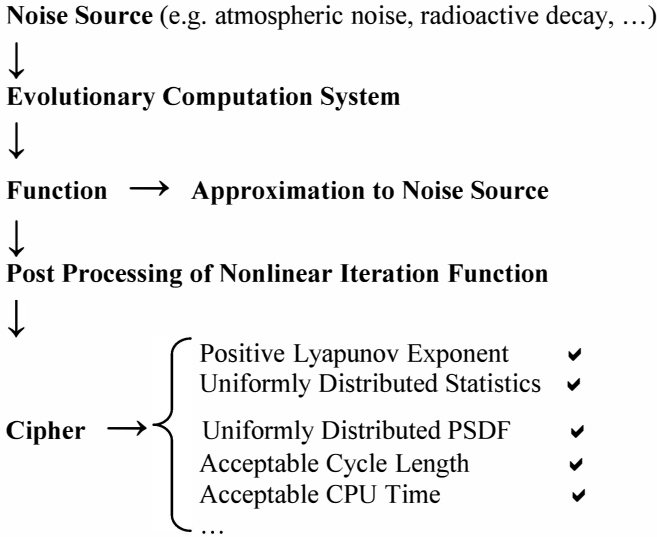 Noise Source (e.g. atmospheric noise, radioactive decay, …)
↓
Evolutionary Computation System
↓
Function → Approximation to Noise Source
↓
Post Processing of Nonlinear Iteration Function
↓
Positive Lyapunov Exponent ✔
Uniformly Distributed Statistics ✔
Cipher → Uniformly Distributed PSDF ✔
Acceptable Cycle Length ✔
Acceptable CPU Time ✔
…